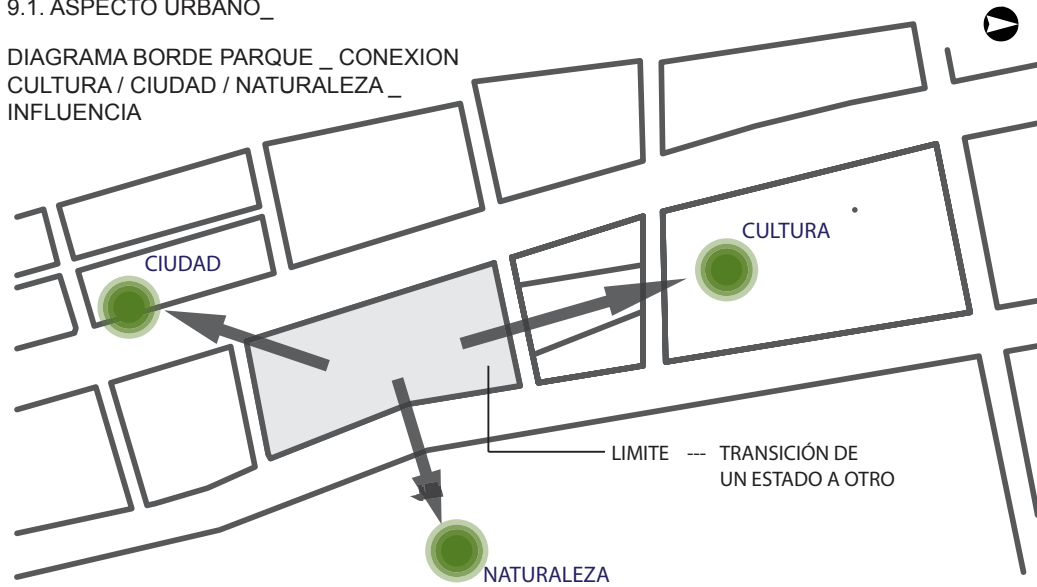 9.1. ASPECTO URBANO_
DIAGRAMA BORDE PARQUE _ CONEXION
CULTURA / CIUDAD / NATURALEZA _
INFLUENCIA
CULTURA
CIUDAD
LIMITE --- TRANSICIÓN DE
UN ESTADO A OTRO
NATURALEZA